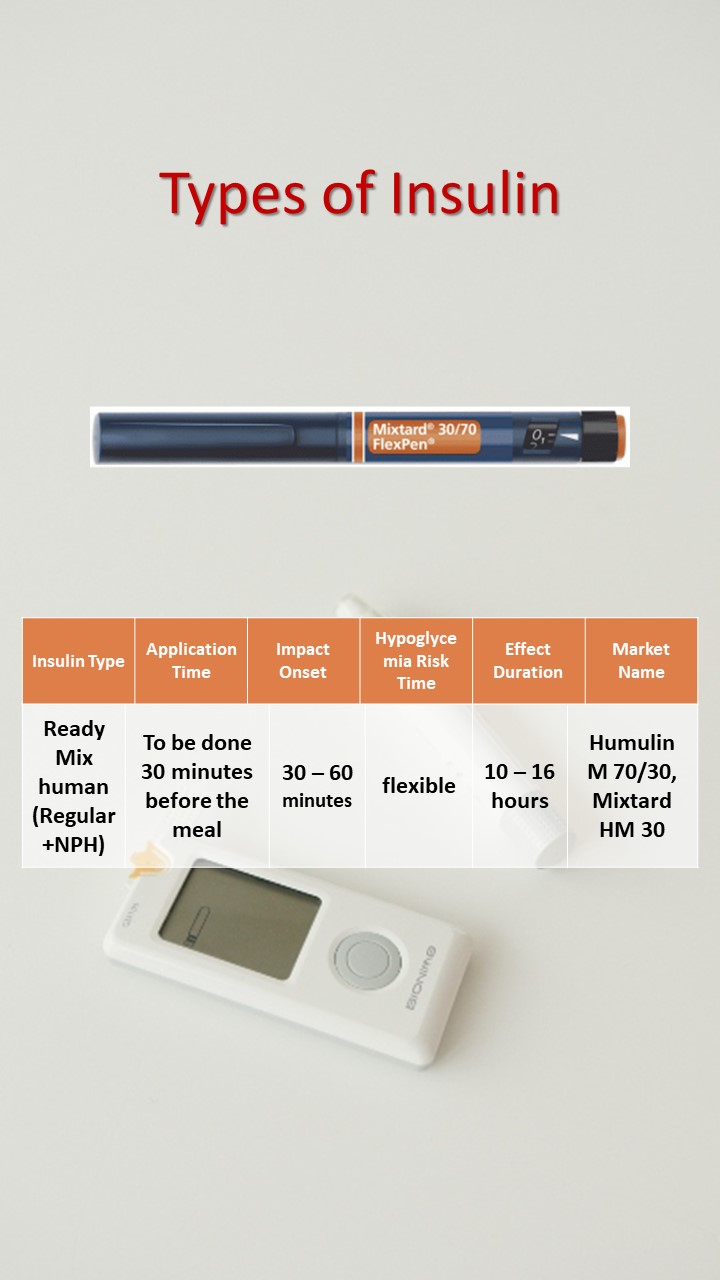 Types of Insulin
Mixtard® 30/70
FlexPen®
Insulin Type
Application
Time
Impact
Onset
Hypoglyce
mia Risk
Time
Effect
Duration
Market
Name
Ready
Mix
human
(Regular
+NPH)
To be done
30 minutes
before the
meal
30 – 60
minutes
flexible
10 – 16
hours
Humulin
M 70/30,
Mixtard
HM 30
BIONIME